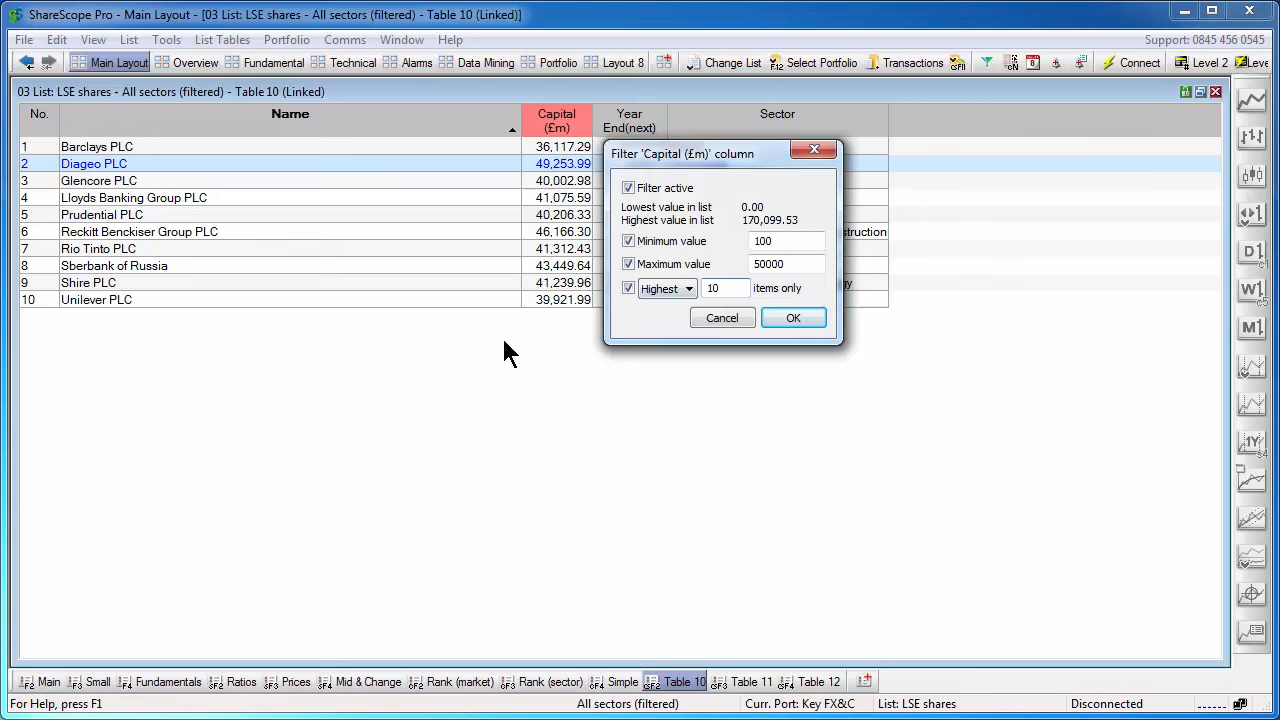 ShareScope Pro - Main Layout - [03 List: LSE shares - All sectors (filtered) - Table 10 (Linked)]
File Edit View List Tools List Tables Portfolio Comms Window Help Support: 0845 456 0545
Main Layout Overview Fundamental Technical Alarms Data Mining Portfolio Layout 8 Change List Select Portfolio Transactions Connect Level 2 Leve
03 List: LSE shares - All sectors (filtered) - Table 10 (Linked)
No. Name Capital (£m) Year End(next) Sector
1 Barclays PLC 36,117.29
2 Diageo PLC 49,253.99
3 Glencore PLC 40,002.98
4 Lloyds Banking Group PLC 41,075.59
5 Prudential PLC 40,206.33
6 Reckitt Benckiser Group PLC 46,166.30 struction
7 Rio Tinto PLC 41,312.43
8 Sberbank of Russia 43,449.64
9 Shire PLC 41,239.96 gy
10 Unilever PLC 39,921.99
Filter 'Capital (£m)' column
Filter active
Lowest value in list 0.00
Highest value in list 170,099.53
Minimum value 100
Maximum value 50000
Highest 10 items only
Cancel OK
D1
W1
M1
1Y
Main Small Fundamentals Ratios Prices Mid & Change Rank (market) Rank (sector) Simple Table 10 Table 11 Table 12
For Help, press F1 All sectors (filtered) Curr. Port: Key FX&C List: LSE shares Disconnected